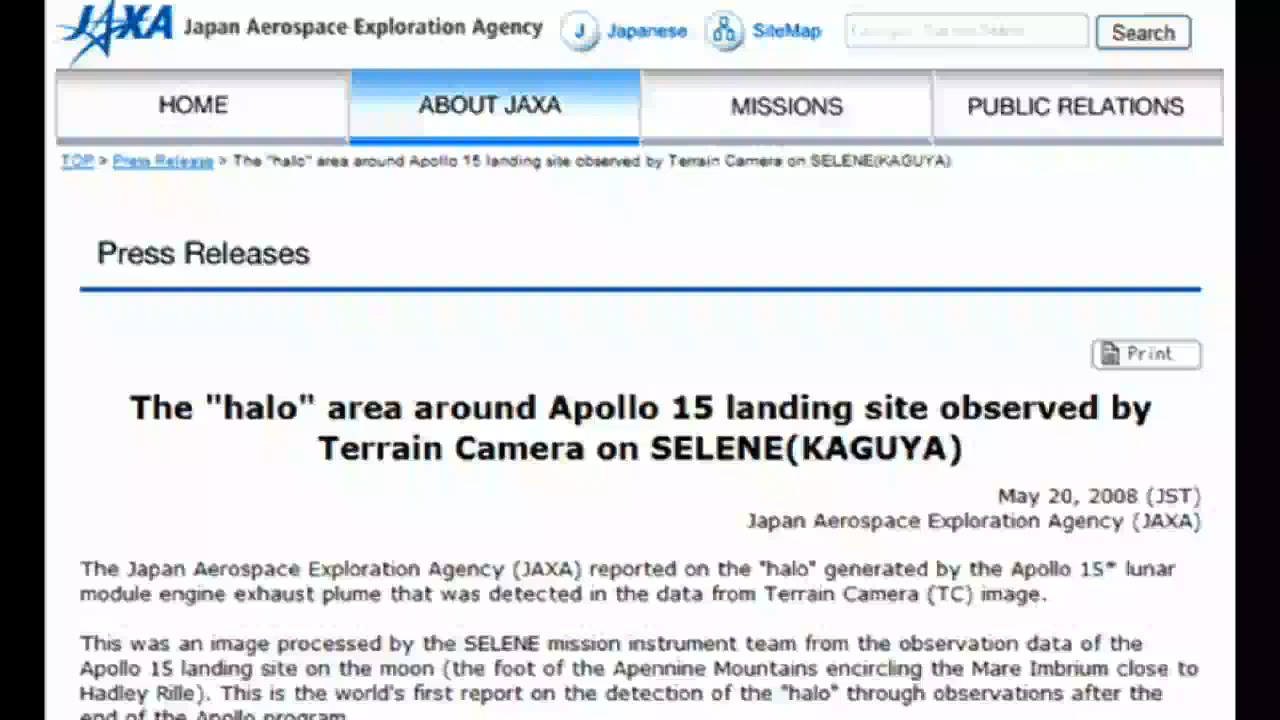 JAXA Japan Aerospace Exploration Agency J Japanese SiteMap Search
HOME ABOUT JAXA MISSIONS PUBLIC RELATIONS
TOP > Press Release > The "halo" area around Apollo 15 landing site observed by Terrain Camera on SELENE(KAGUYA)
Press Releases
Print
The "halo" area around Apollo 15 landing site observed by
Terrain Camera on SELENE(KAGUYA)
May 20, 2008 (JST)
Japan Aerospace Exploration Agency (JAXA)
The Japan Aerospace Exploration Agency (JAXA) reported on the "halo" generated by the Apollo 15* lunar
module engine exhaust plume that was detected in the data from Terrain Camera (TC) image.
This was an image processed by the SELENE mission instrument team from the observation data of the
Apollo 15 landing site on the moon (the foot of the Apennine Mountains encircling the Mare Imbrium close to
Hadley Rille). This is the world's first report on the detection of the "halo" through observations after the
end of the Apollo program.